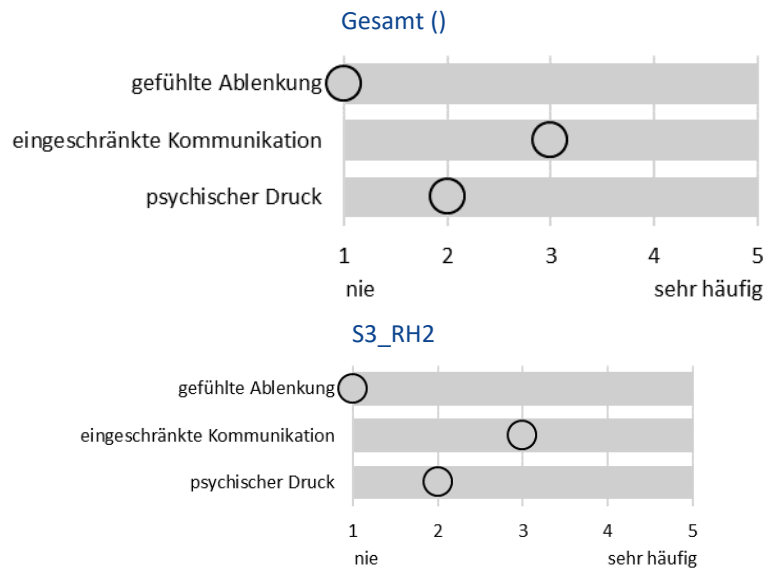 Gesamt ()
gefühlte Ablenkung
eingeschränkte Kommunikation
psychischer Druck
1 2 3 4 5
nie sehr häufig
S3_RH2
gefühlte Ablenkung
eingeschränkte Kommunikation
psychischer Druck
1 2 3 4 5
nie sehr häufig